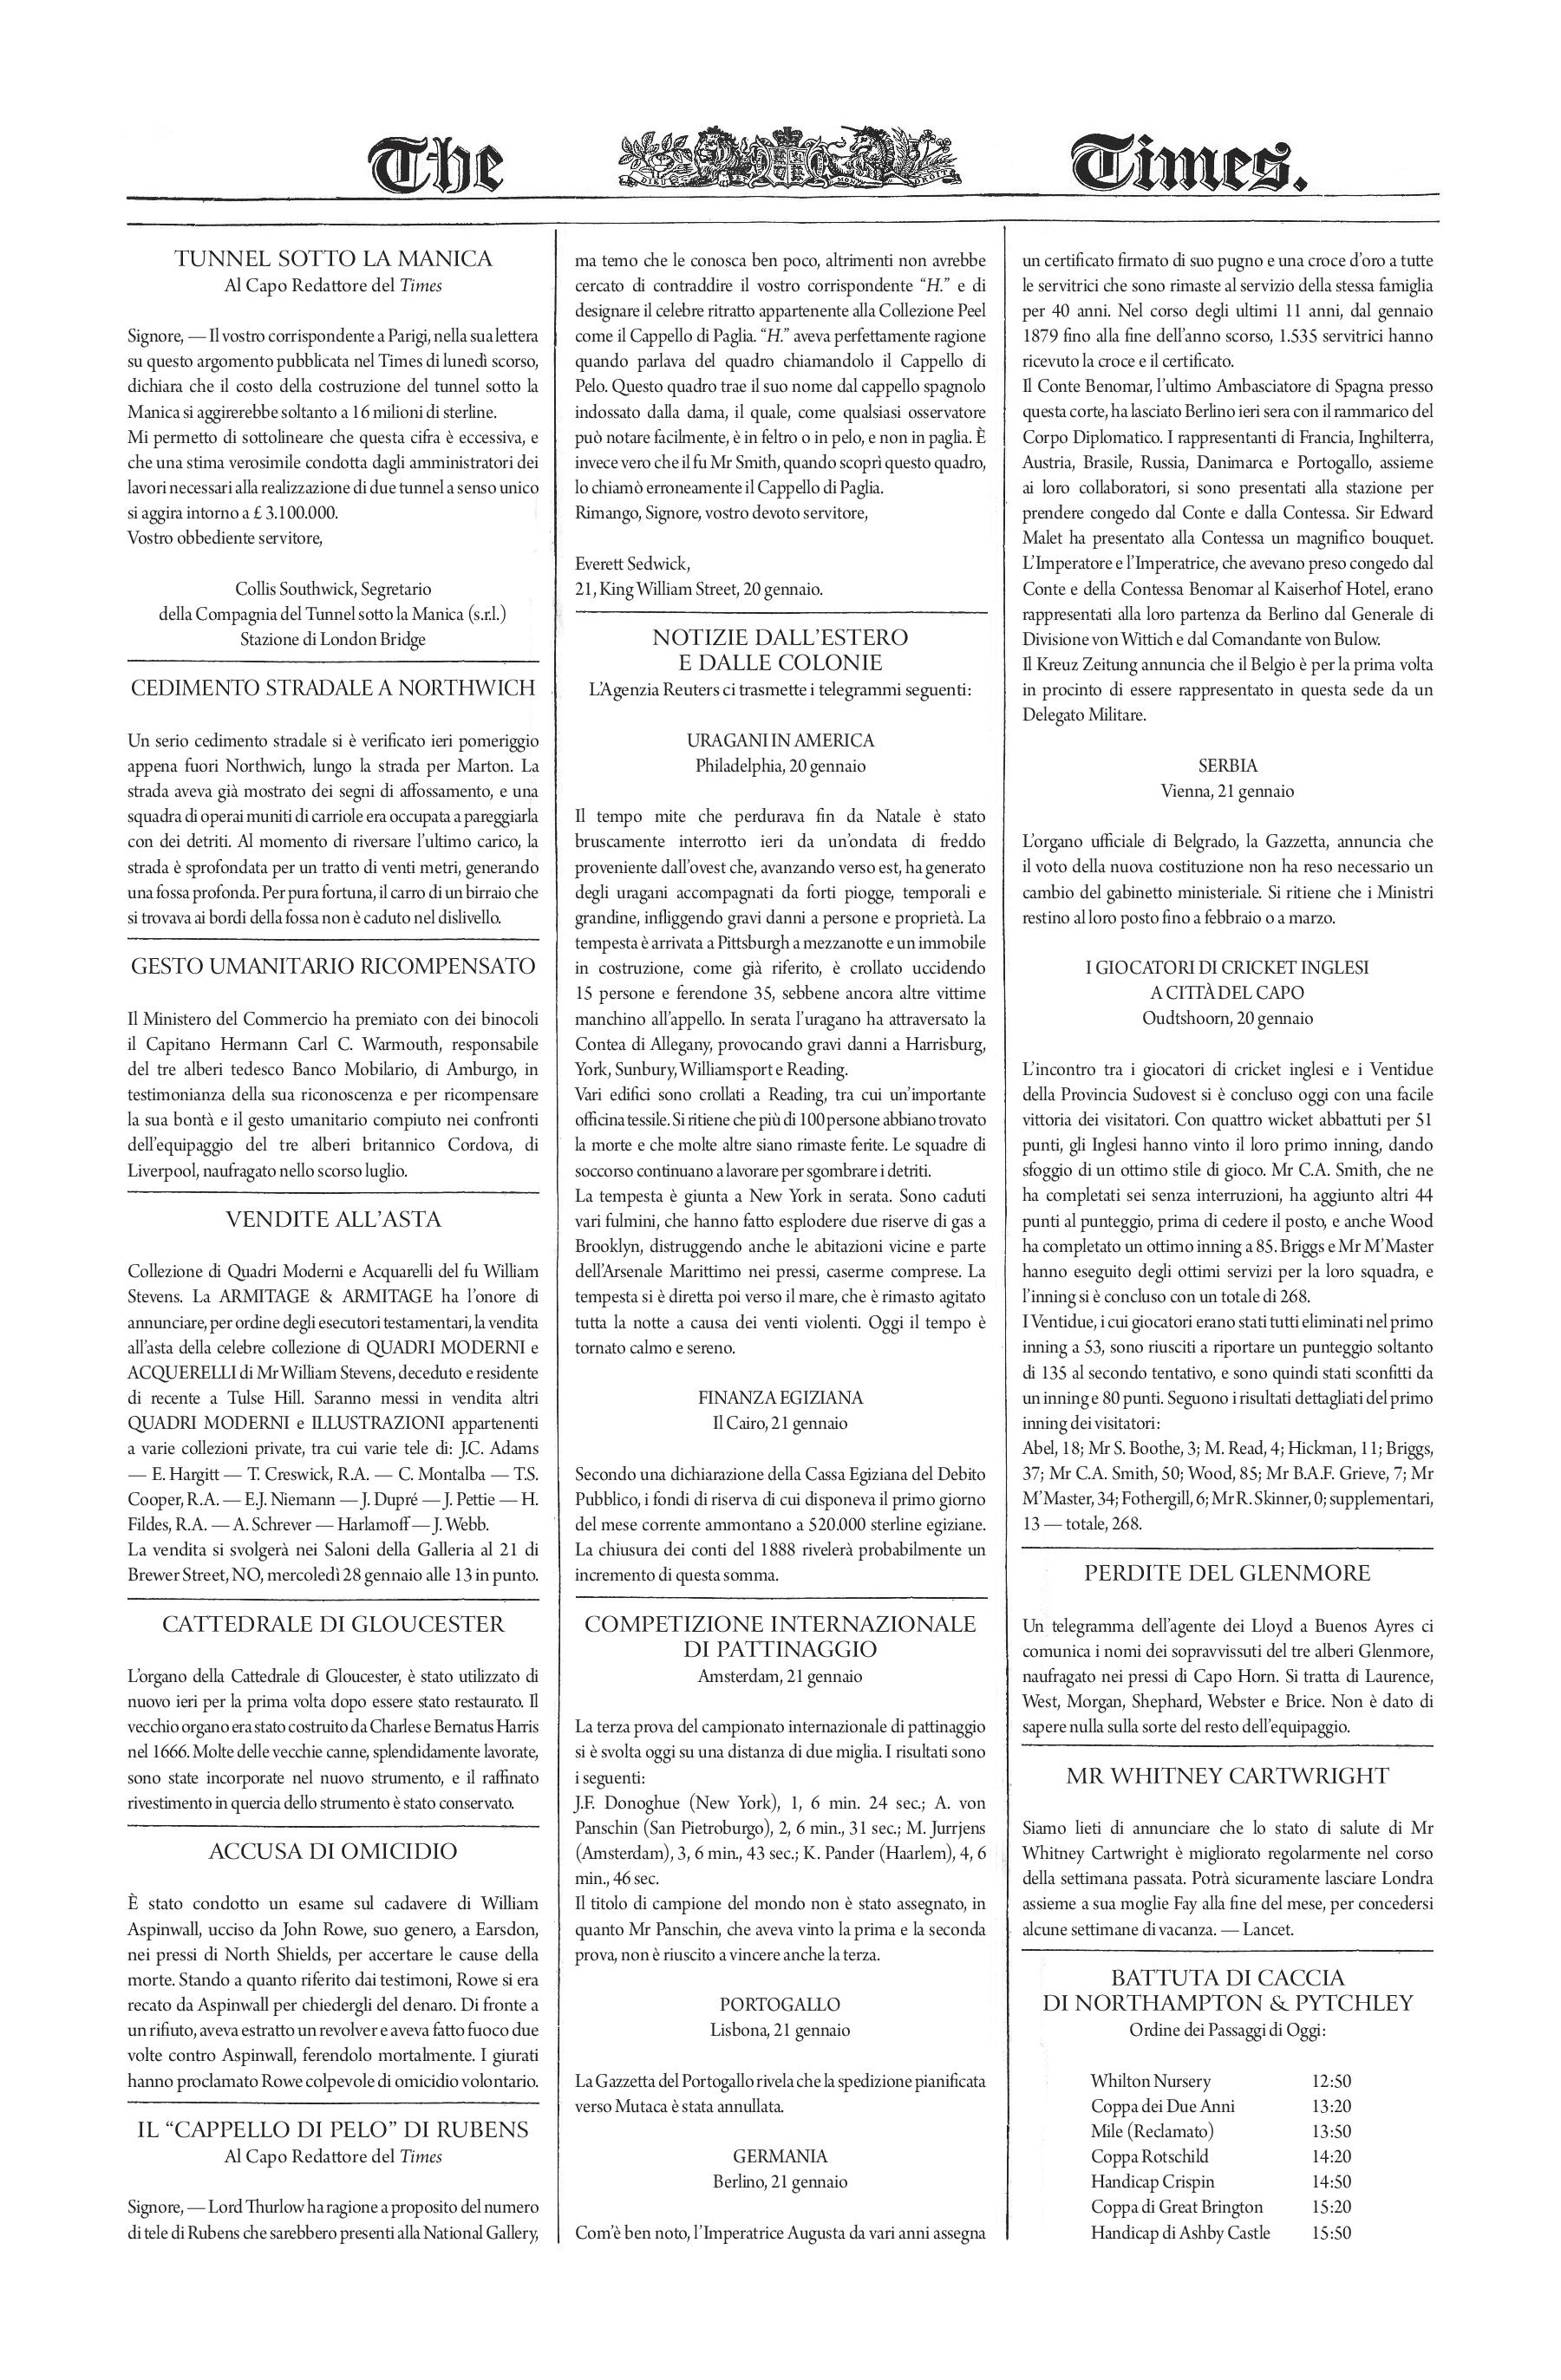 The Times.
TUNNEL SOTTO LA MANICA
Al Capo Redattore del Times
Signore, — Il vostro corrispondente a Parigi, nella sua lettera
su questo argomento pubblicata nel Times di lunedì scorso,
dichiara che il costo della costruzione del tunnel sotto la
Manica si aggirerebbe soltanto a 16 milioni di sterline.
Mi permetto di sottolineare che questa cifra è eccessiva, e
che una stima verosimile condotta dagli amministratori dei
lavori necessari alla realizzazione di due tunnel a senso unico
si aggira intorno a £ 3.100.000.
Vostro obbediente servitore,
Collis Southwick, Segretario
della Compagnia del Tunnel sotto la Manica (s.r.l.)
Stazione di London Bridge
CEDIMENTO STRADALE A NORTHWICH
Un serio cedimento stradale si è verificato ieri pomeriggio
appena fuori Northwich, lungo la strada per Marton. La
strada aveva già mostrato dei segni di affossamento, e una
squadra di operai muniti di carriole era occupata a pareggiarla
con dei detriti. Al momento di riversare l'ultimo carico, la
strada è sprofondata per un tratto di venti metri, generando
una fossa profonda. Per pura fortuna, il carro di un birraio che
si trovava ai bordi della fossa non è caduto nel dislivello.
GESTO UMANITARIO RICOMPENSATO
Il Ministero del Commercio ha premiato con dei binocoli
il Capitano Hermann Carl C. Warmouth, responsabile
del tre alberi tedesco Banco Mobilario, di Amburgo, in
testimonianza della sua riconoscenza e per ricompensare
la sua bontà e il gesto umanitario compiuto nei confronti
dell'equipaggio del tre alberi britannico Cordova, di
Liverpool, naufragato nello scorso luglio.
VENDITE ALL'ASTA
Collezione di Quadri Moderni e Acquarelli del fu William
Stevens. La ARMITAGE & ARMITAGE ha l'onore di
annunciare, per ordine degli esecutori testamentari, la vendita
all'asta della celebre collezione di QUADRI MODERNI e
ACQUERELLI di Mr William Stevens, deceduto e residente
di recente a Tulse Hill. Saranno messi in vendita altri
QUADRI MODERNI e ILLUSTRAZIONI appartenenti
a varie collezioni private, tra cui varie tele di: J.C. Adams
— E. Hargitt — T. Creswick, R.A. — C. Montalba — T.S.
Cooper, R.A. — E.J. Niemann — J. Dupré — J. Pettie — H.
Fildes, R.A. — A. Schrever — Harlamoff — J. Webb.
La vendita si svolgerà nei Saloni della Galleria al 21 di
Brewer Street, NO, mercoledì 28 gennaio alle 13 in punto.
CATTEDRALE DI GLOUCESTER
L'organo della Cattedrale di Gloucester, è stato utilizzato di
nuovo ieri per la prima volta dopo essere stato restaurato. Il
vecchio organo era stato costruito da Charles e Bernatus Harris
nel 1666. Molte delle vecchie canne, splendidamente lavorate,
sono state incorporate nel nuovo strumento, e il raffinato
rivestimento in quercia dello strumento è stato conservato.
ACCUSA DI OMICIDIO
È stato condotto un esame sul cadavere di William
Aspinwall, ucciso da John Rowe, suo genero, a Earsdon,
nei pressi di North Shields, per accertare le cause della
morte. Stando a quanto riferito dai testimoni, Rowe si era
recato da Aspinwall per chiedergli del denaro. Di fronte a
un rifiuto, aveva estratto un revolver e aveva fatto fuoco due
volte contro Aspinwall, ferendolo mortalmente. I giurati
hanno proclamato Rowe colpevole di omicidio volontario.
IL “CAPPELLO DI PELO” DI RUBENS
Al Capo Redattore del Times
Signore, — Lord Thurlow ha ragione a proposito del numero
di tele di Rubens che sarebbero presenti alla National Gallery,
ma temo che le conosca ben poco, altrimenti non avrebbe
cercato di contraddire il vostro corrispondente “H.” e di
designare il celebre ritratto appartenente alla Collezione Peel
come il Cappello di Paglia. “H.” aveva perfettamente ragione
quando parlava del quadro chiamandolo il Cappello di
Pelo. Questo quadro trae il suo nome dal cappello spagnolo
indossato dalla dama, il quale, come qualsiasi osservatore
può notare facilmente, è in feltro o in pelo, e non in paglia. È
invece vero che il fu Mr Smith, quando scoprì questo quadro,
lo chiamò erroneamente il Cappello di Paglia.
Rimango, Signore, vostro devoto servitore,
Everett Sedwick,
21, King William Street, 20 gennaio.
NOTIZIE DALL'ESTERO
E DALLE COLONIE
L'Agenzia Reuters ci trasmette i telegrammi seguenti:
URAGANI IN AMERICA
Philadelphia, 20 gennaio
Il tempo mite che perdurava fin da Natale è stato
bruscamente interrotto ieri da un'ondata di freddo
proveniente dall'ovest che, avanzando verso est, ha generato
degli uragani accompagnati da forti piogge, temporali e
grandine, infliggendo gravi danni a persone e proprietà. La
tempesta è arrivata a Pittsburgh a mezzanotte e un immobile
in costruzione, come già riferito, è crollato uccidendo
15 persone e ferendone 35, sebbene ancora altre vittime
manchino all'appello. In serata l'uragano ha attraversato la
Contea di Allegany, provocando gravi danni a Harrisburg,
York, Sunbury, Williamsport e Reading.
Vari edifici sono crollati a Reading, tra cui un'importante
officina tessile. Si ritiene che più di 100 persone abbiano trovato
la morte e che molte altre siano rimaste ferite. Le squadre di
soccorso continuano a lavorare per sgombrare i detriti.
La tempesta è giunta a New York in serata. Sono caduti
vari fulmini, che hanno fatto esplodere due riserve di gas a
Brooklyn, distruggendo anche le abitazioni vicine e parte
dell'Arsenale Marittimo nei pressi, caserme comprese. La
tempesta si è diretta poi verso il mare, che è rimasto agitato
tutta la notte a causa dei venti violenti. Oggi il tempo è
tornato calmo e sereno.
FINANZA EGIZIANA
Il Cairo, 21 gennaio
Secondo una dichiarazione della Cassa Egiziana del Debito
Pubblico, i fondi di riserva di cui disponeva il primo giorno
del mese corrente ammontano a 520.000 sterline egiziane.
La chiusura dei conti del 1888 rivelerà probabilmente un
incremento di questa somma.
COMPETIZIONE INTERNAZIONALE
DI PATTINAGGIO
Amsterdam, 21 gennaio
La terza prova del campionato internazionale di pattinaggio
si è svolta oggi su una distanza di due miglia. I risultati sono
i seguenti:
J.F. Donoghue (New York), 1, 6 min. 24 sec.; A. von
Panschin (San Pietroburgo), 2, 6 min., 31 sec.; M. Jurrjens
(Amsterdam), 3, 6 min., 43 sec.; K. Pander (Haarlem), 4, 6
min., 46 sec.
Il titolo di campione del mondo non è stato assegnato, in
quanto Mr Panschin, che aveva vinto la prima e la seconda
prova, non è riuscito a vincere anche la terza.
PORTOGALLO
Lisbona, 21 gennaio
La Gazzetta del Portogallo rivela che la spedizione pianificata
verso Mutaca è stata annullata.
GERMANIA
Berlino, 21 gennaio
Com'è ben noto, l'Imperatrice Augusta da vari anni assegna
un certificato firmato di suo pugno e una croce d'oro a tutte
le servitrici che sono rimaste al servizio della stessa famiglia
per 40 anni. Nel corso degli ultimi 11 anni, dal gennaio
1879 fino alla fine dell'anno scorso, 1.535 servitrici hanno
ricevuto la croce e il certificato.
Il Conte Benomar, l'ultimo Ambasciatore di Spagna presso
questa corte, ha lasciato Berlino ieri sera con il rammarico del
Corpo Diplomatico. I rappresentanti di Francia, Inghilterra,
Austria, Brasile, Russia, Danimarca e Portogallo, assieme
ai loro collaboratori, si sono presentati alla stazione per
prendere congedo dal Conte e dalla Contessa. Sir Edward
Malet ha presentato alla Contessa un magnifico bouquet.
L'Imperatore e l'Imperatrice, che avevano preso congedo dal
Conte e della Contessa Benomar al Kaiserhof Hotel, erano
rappresentati alla loro partenza da Berlino dal Generale di
Divisione von Wittich e dal Comandante von Bulow.
Il Kreuz Zeitung annuncia che il Belgio è per la prima volta
in procinto di essere rappresentato in questa sede da un
Delegato Militare.
SERBIA
Vienna, 21 gennaio
L'organo ufficiale di Belgrado, la Gazzetta, annuncia che
il voto della nuova costituzione non ha reso necessario un
cambio del gabinetto ministeriale. Si ritiene che i Ministri
restino al loro posto fino a febbraio o a marzo.
I GIOCATORI DI CRICKET INGLESI
A CITTÀ DEL CAPO
Oudtshoorn, 20 gennaio
L'incontro tra i giocatori di cricket inglesi e i Ventidue
della Provincia Sudovest si è concluso oggi con una facile
vittoria dei visitatori. Con quattro wicket abbattuti per 51
punti, gli Inglesi hanno vinto il loro primo inning, dando
sfoggio di un ottimo stile di gioco. Mr C.A. Smith, che ne
ha completati sei senza interruzioni, ha aggiunto altri 44
punti al punteggio, prima di cedere il posto, e anche Wood
ha completato un ottimo inning a 85. Briggs e Mr M'Master
hanno eseguito degli ottimi servizi per la loro squadra, e
l'inning si è concluso con un totale di 268.
I Ventidue, i cui giocatori erano stati tutti eliminati nel primo
inning a 53, sono riusciti a riportare un punteggio soltanto
di 135 al secondo tentativo, e sono quindi stati sconfitti da
un inning e 80 punti. Seguono i risultati dettagliati del primo
inning dei visitatori:
Abel, 18; Mr S. Boothe, 3; M. Read, 4; Hickman, 11; Briggs,
37; Mr C.A. Smith, 50; Wood, 85; Mr B.A.F. Grieve, 7; Mr
M'Master, 34; Fothergill, 6; Mr R. Skinner, 0; supplementari,
13 — totale, 268.
PERDITE DEL GLENMORE
Un telegramma dell'agente dei Lloyd a Buenos Ayres ci
comunica i nomi dei sopravvissuti del tre alberi Glenmore,
naufragato nei pressi di Capo Horn. Si tratta di Laurence,
West, Morgan, Shephard, Webster e Brice. Non è dato di
sapere nulla sulla sorte del resto dell'equipaggio.
MR WHITNEY CARTWRIGHT
Siamo lieti di annunciare che lo stato di salute di Mr
Whitney Cartwright è migliorato regolarmente nel corso
della settimana passata. Potrà sicuramente lasciare Londra
assieme a sua moglie Fay alla fine del mese, per concedersi
alcune settimane di vacanza. — Lancet.
BATTUTA DI CACCIA
DI NORTHAMPTON & PYTCHLEY
Ordine dei Passaggi di Oggi:
Whilton Nursery 12:50
Coppa dei Due Anni 13:20
Mile (Reclamato) 13:50
Coppa Rotschild 14:20
Handicap Crispin 14:50
Coppa di Great Brington 15:20
Handicap di Ashby Castle 15:50